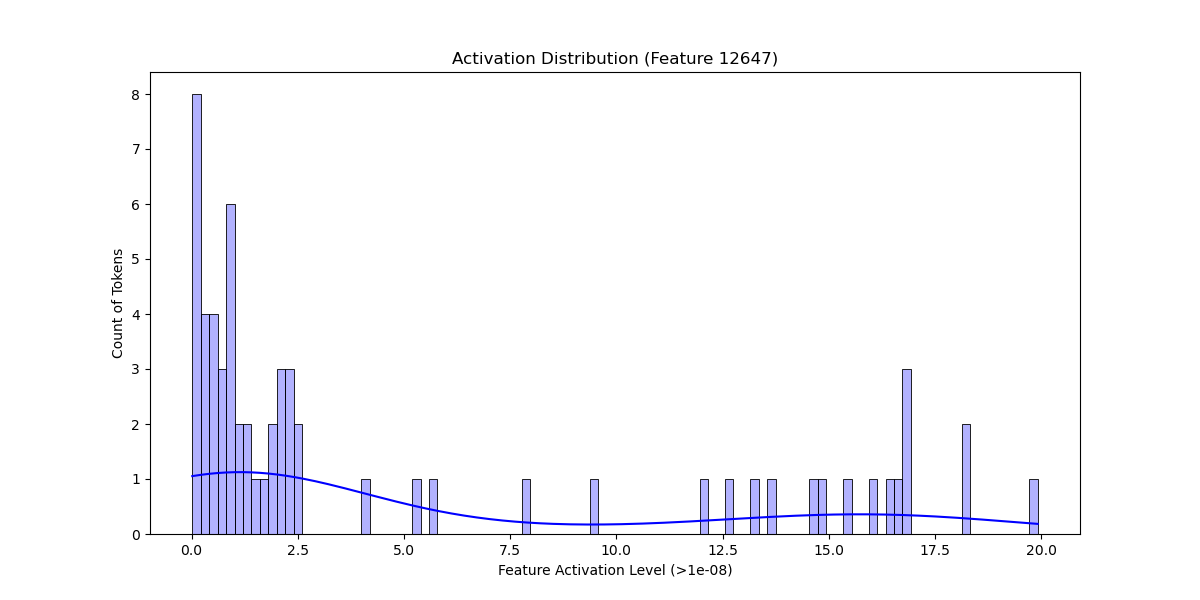 Activation Distribution (Feature 12647)
Count of Tokens
8
7
6
5
4
3
2
1
0
0.0 2.5 5.0 7.5 10.0 12.5 15.0 17.5 20.0
Feature Activation Level (>1e-08)